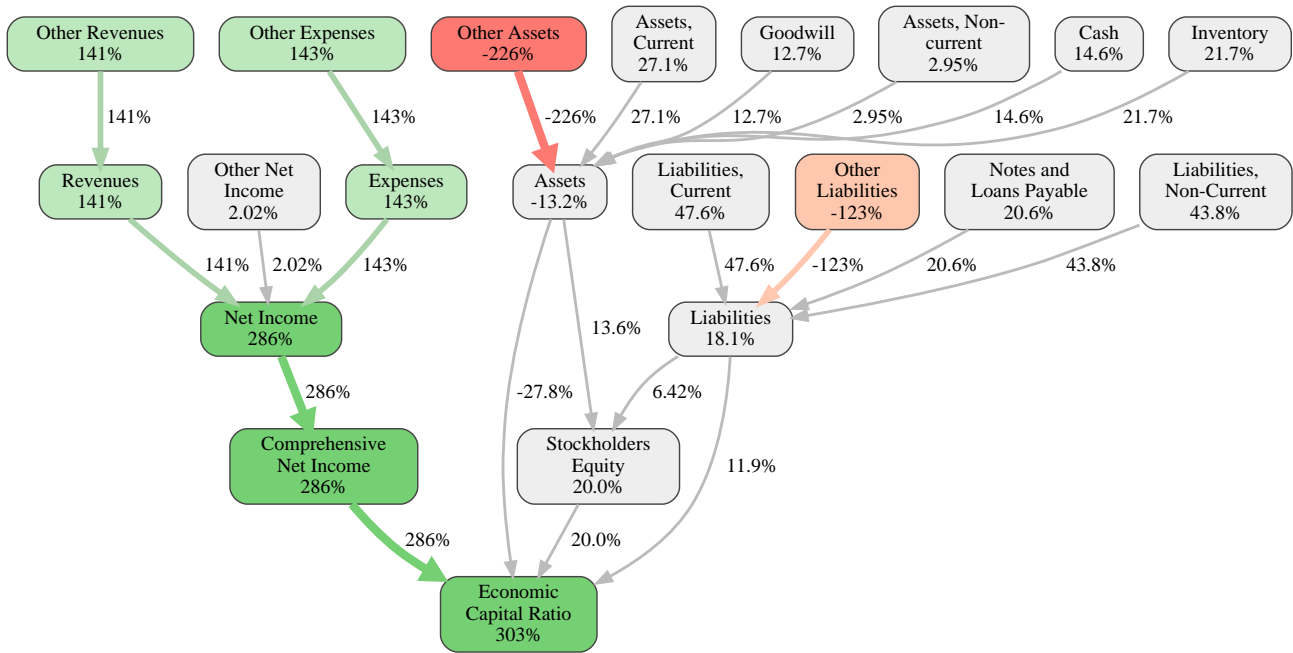 Other Revenues
141%
Other Expenses
143%
Other Assets
-226%
Assets,
Current
27.1%
Goodwill
12.7%
Assets, Non-
current
2.95%
Cash
14.6%
Inventory
21.7%
141%
143%
-226%
27.1%
12.7%
2.95%
14.6%
21.7%
Revenues
141%
Other Net
Income
2.02%
Expenses
143%
Assets
-13.2%
Liabilities,
Current
47.6%
Other
Liabilities
-123%
Notes and
Loans Payable
20.6%
Liabilities,
Non-Current
43.8%
141%
2.02%
143%
47.6%
-123%
20.6%
43.8%
Net Income
286%
13.6%
Liabilities
18.1%
286%
-27.8%
6.42%
Comprehensive
Net Income
286%
Stockholders
Equity
20.0%
11.9%
286%
20.0%
Economic
Capital Ratio
303%